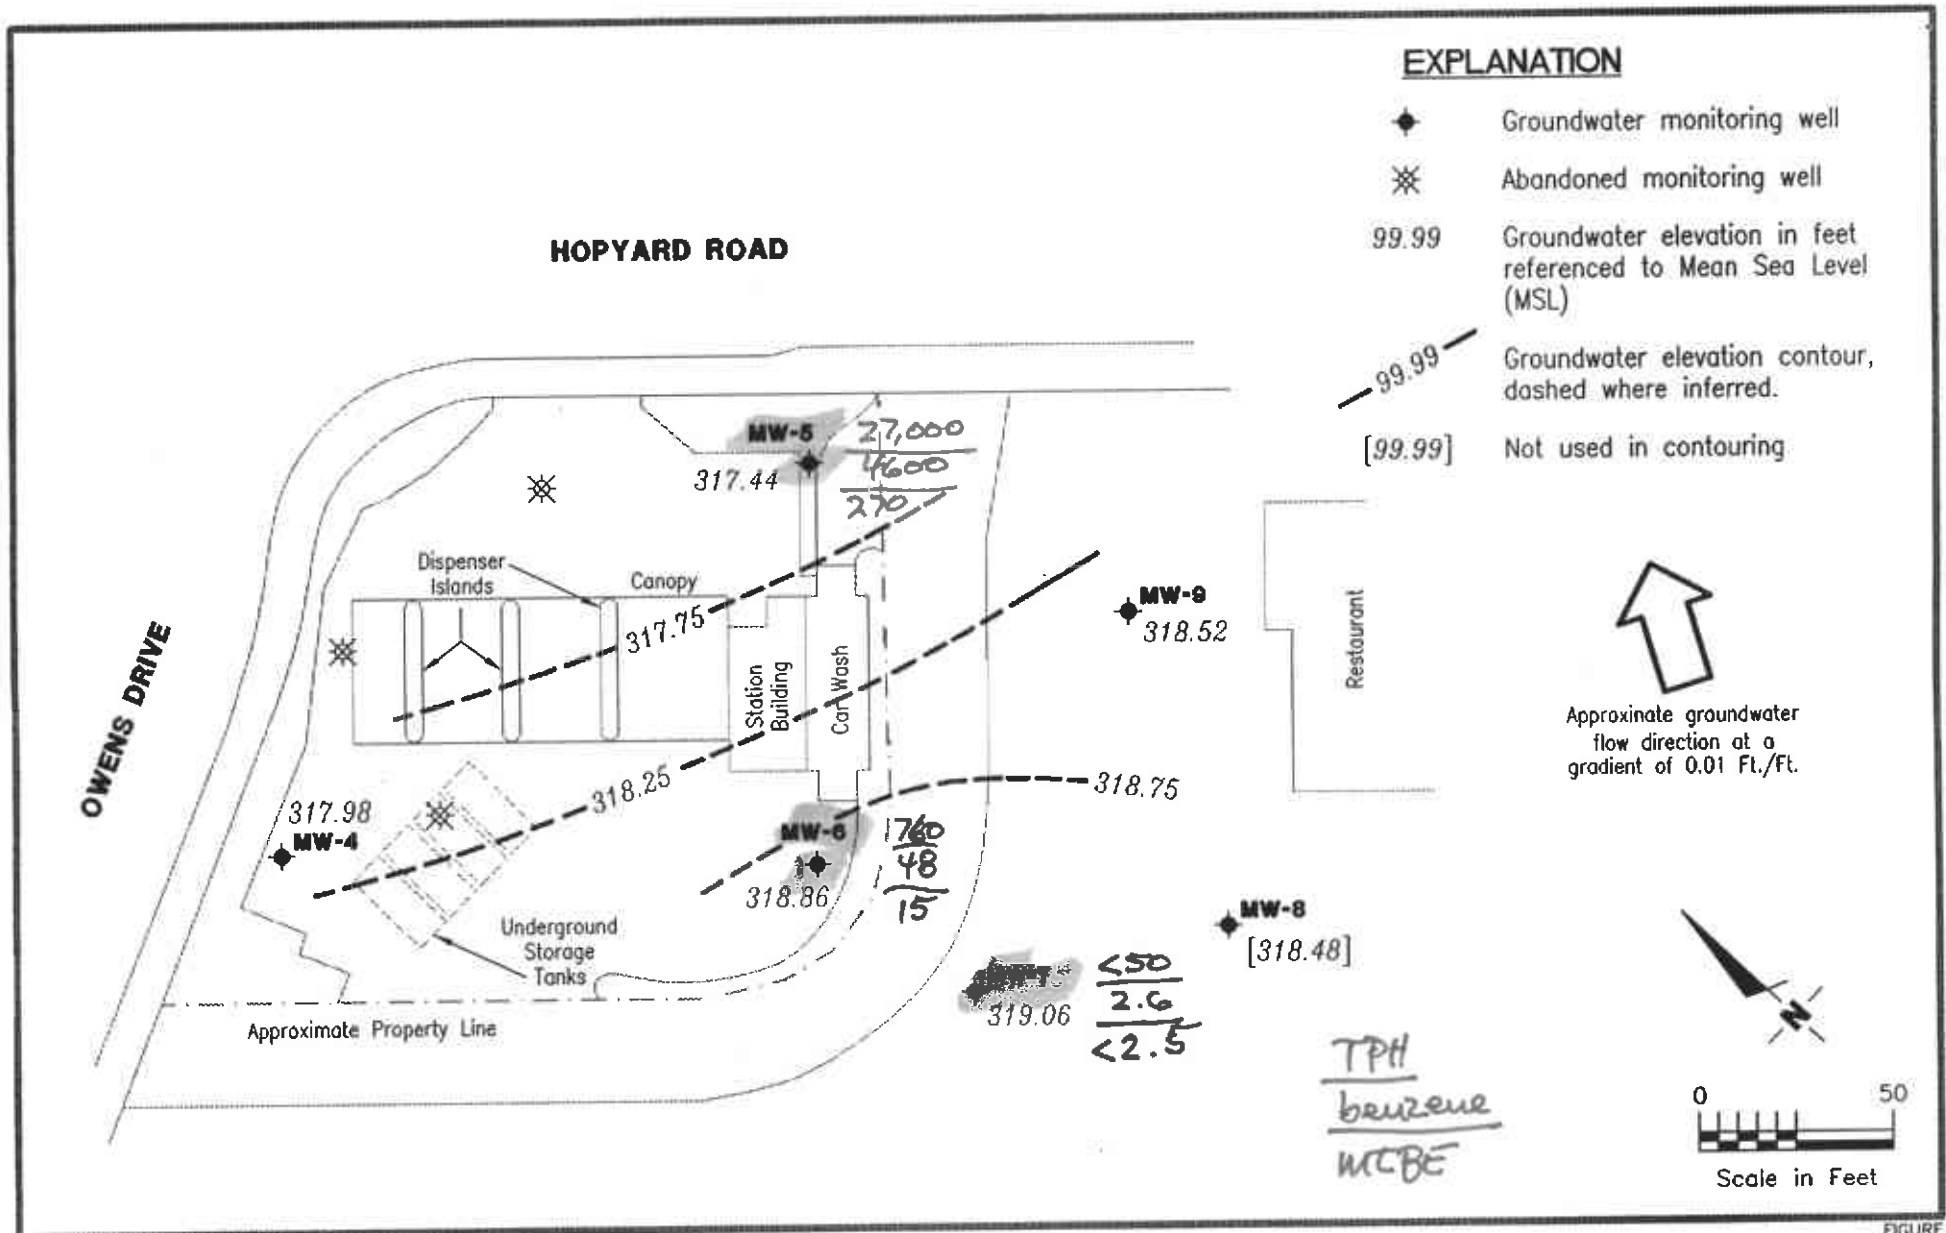 EXPLANATION
Groundwater monitoring well
Abandoned monitoring well
99.99 Groundwater elevation in feet
referenced to Mean Sea Level
(MSL)
99.99 Groundwater elevation contour,
dashed where inferred.
[99.99] Not used in contouring
HOPYARD ROAD
MW-5
27,000
4600
270
317.44
Dispenser
Islands
Canopy
317.75
MW-9
318.52
Restaurant
Station
Building
Car Wash
OWENS DRIVE
Approxinate groundwater
flow direction at a
gradient of 0.01 Ft./Ft.
318.25
318.75
317.98
MW-4
MW-6
318.86
760
48
15
Underground
Storage
Tanks
MW-8
[318.48]
319.06
<50
2.6
<2.5
Approximate Property Line
TPH
benzene
MTBE
N
0 50
Scale in Feet
FIGURE